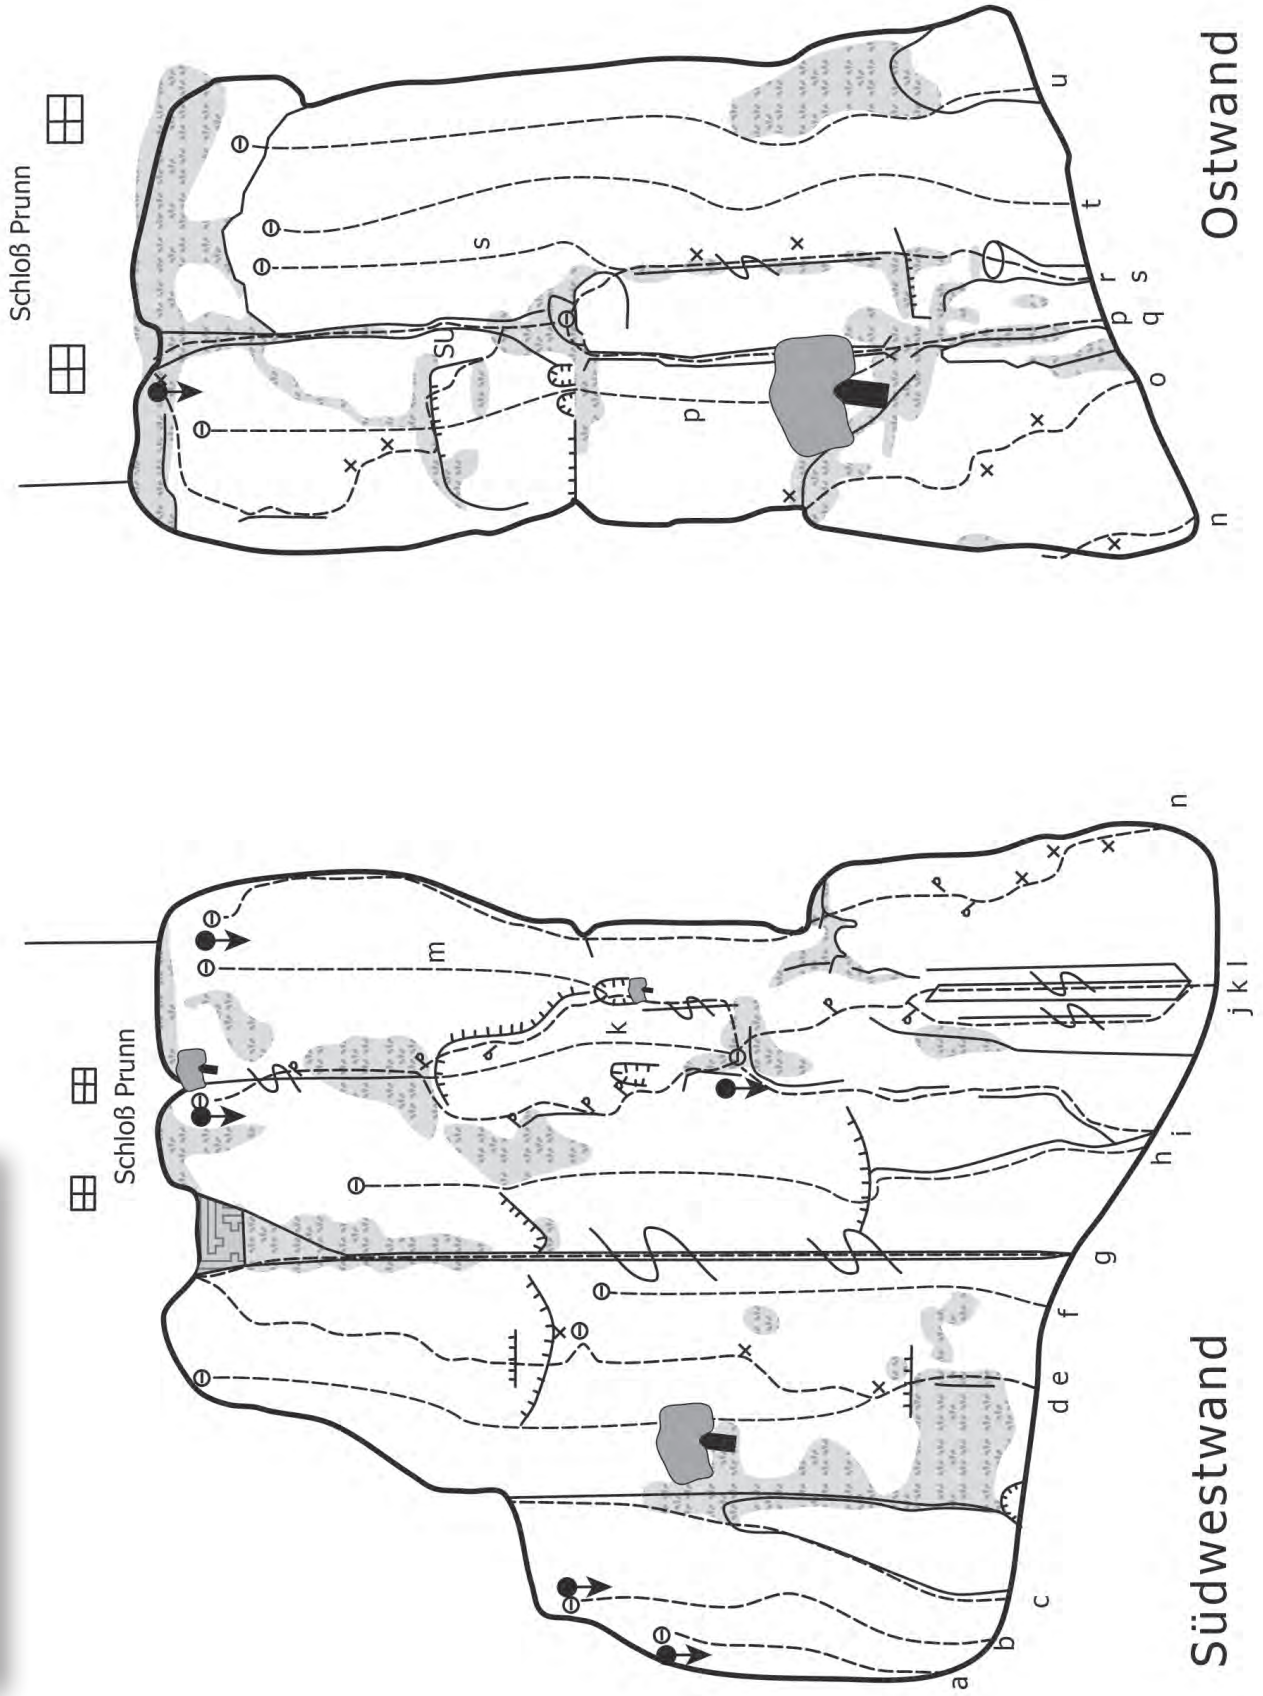 Schloß Prunn
Schloß Prunn
SU
s
m
k
p
a b c d e f g h i j k l n
n o p q r s t u
Südwestwand
Ostwand